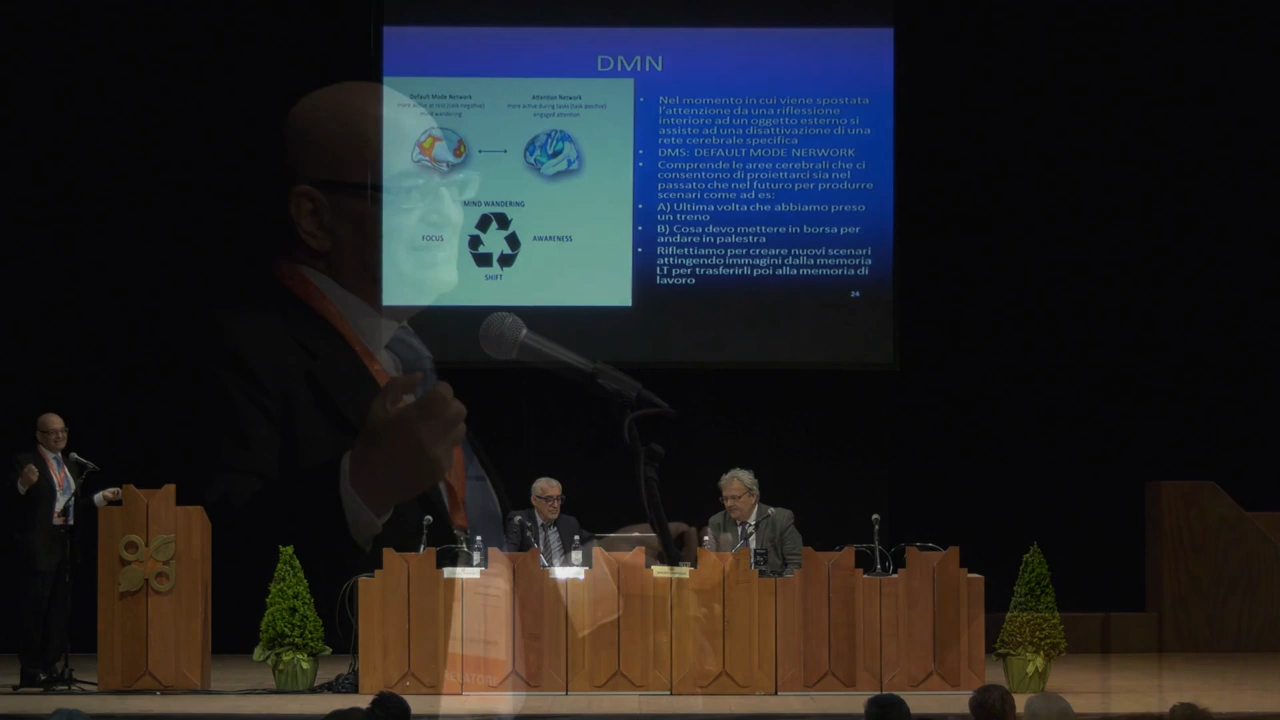 DMN
Default Mode Network
more active at rest (task-negative)
mind wandering
Attention Network
more active during tasks (task-positive)
engaged attention
MIND WANDERING
FOCUS
AWARENESS
SHIFT
• Nel momento in cui viene spostata
l'attenzione da una riflessione
interiore ad un oggetto esterno si
assiste ad una disattivazione di una
rete cerebrale specifica
• DMS: DEFAULT MODE NERWORK
• Comprende le aree cerebrali che ci
consentono di proiettarci sia nel
passato che nel futuro per produrre
scenari come ad es:
• A) Ultima volta che abbiamo preso
un treno
• B) Cosa devo mettere in borsa per
andare in palestra
• Riflettiamo per creare nuovi scenari
attingendo immagini dalla memoria
LT per trasferirli poi alla memoria di
lavoro
24
RELATORE